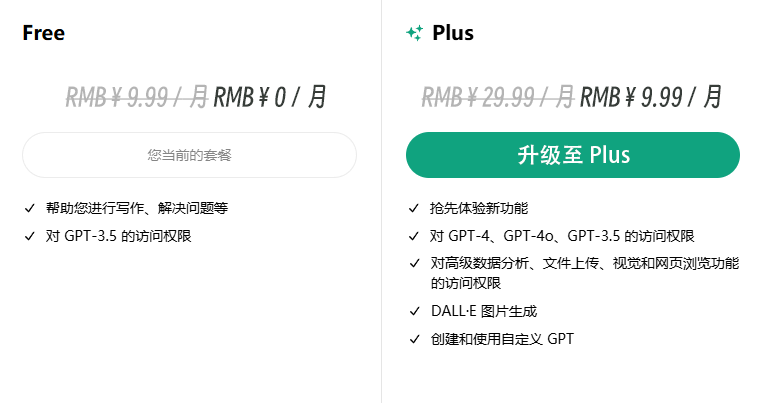 Free
RMB ¥ 9.99 / 月 RMB ¥ 0 / 月
您当前的套餐
帮助您进行写作、解决问题等
对 GPT-3.5 的访问权限
Plus
RMB ¥ 29.99 / 月 RMB ¥ 9.99 / 月
升级至 Plus
抢先体验新功能
对 GPT-4、GPT-4o、GPT-3.5 的访问权限
对高级数据分析、文件上传、视觉和网页浏览功能
的访问权限
DALL·E 图片生成
创建和使用自定义 GPT